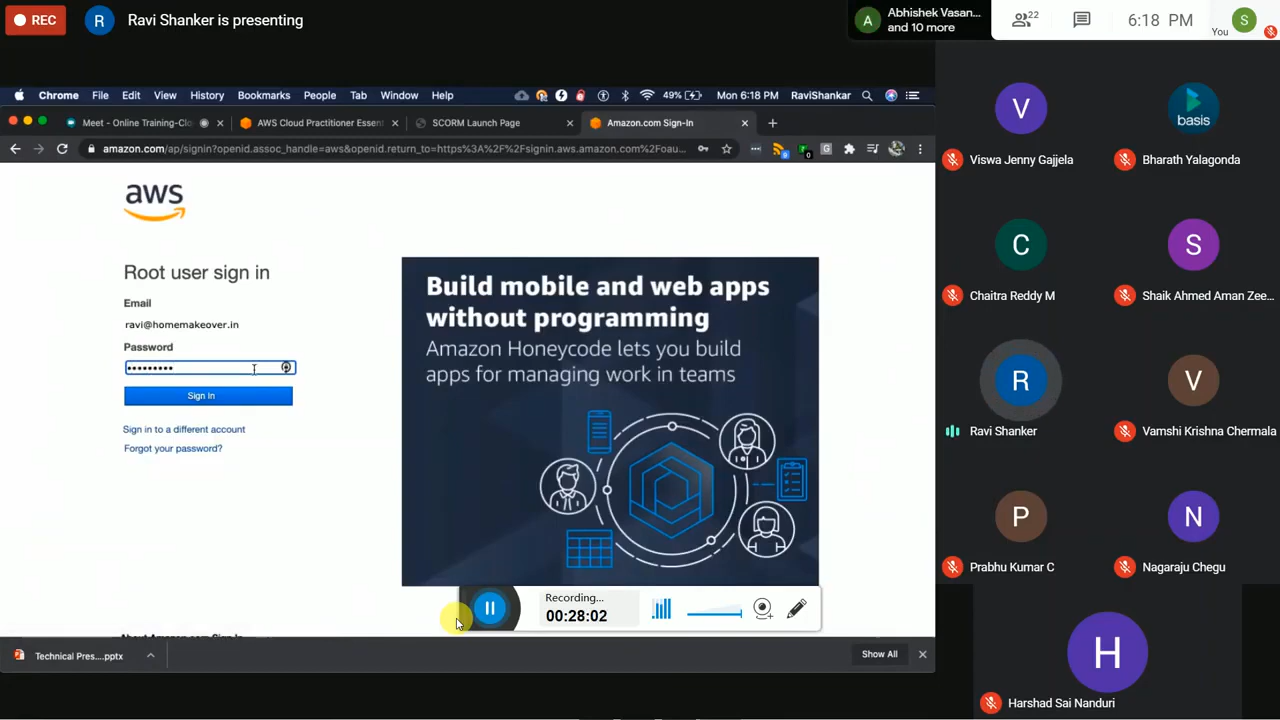 REC
R
Ravi Shanker is presenting
A
Abhishek Vasan...
and 10 more
22
6:18 PM
You
S
Chrome File Edit View History Bookmarks People Tab Window Help
49%
Mon 6:18 PM RaviShankar
Meet - Online Training-Clo
AWS Cloud Practitioner Essent
SCORM Launch Page
Amazon.com Sign-In
amazon.com/ap/signin?openid.assoc_handle=aws&openid.return_to=https%3A%2F%2Fsignin.aws.amazon.com%2Foau...
aws
Root user sign in
Email
ravi@homemakeover.in
Password
•••••••••
Sign In
Sign in to a different account
Forgot your password?
Build mobile and web apps
without programming
Amazon Honeycode lets you build
apps for managing work in teams
Recording...
00:28:02
About Amazon.com Sign In
Technical Pres....pptx
Show All
V
Viswa Jenny Gajjela
basis
Bharath Yalagonda
C
Chaitra Reddy M
S
Shaik Ahmed Aman Zee...
R
Ravi Shanker
V
Vamshi Krishna Chermala
P
Prabhu Kumar C
N
Nagaraju Chegu
H
Harshad Sai Nanduri